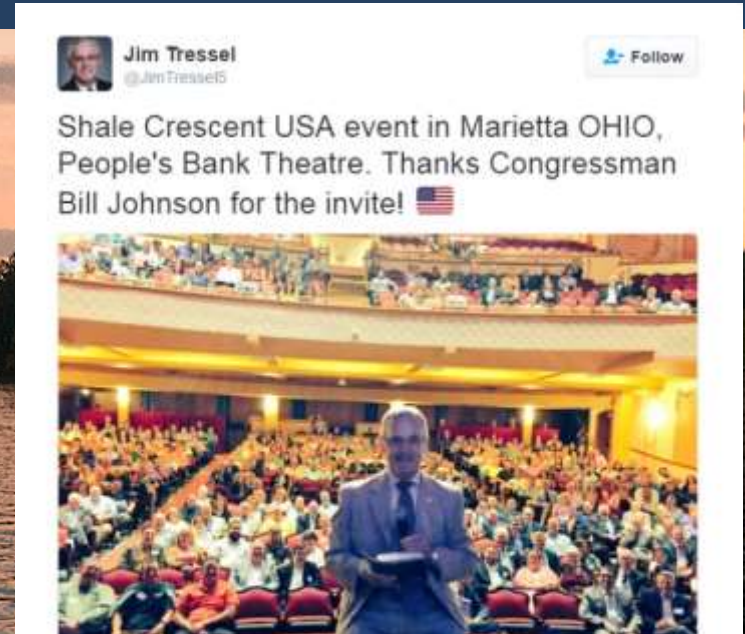 Jim Tressel
@JimTressel5
Follow
Shale Crescent USA event in Marietta OHIO,
People's Bank Theatre. Thanks Congressman
Bill Johnson for the invite!